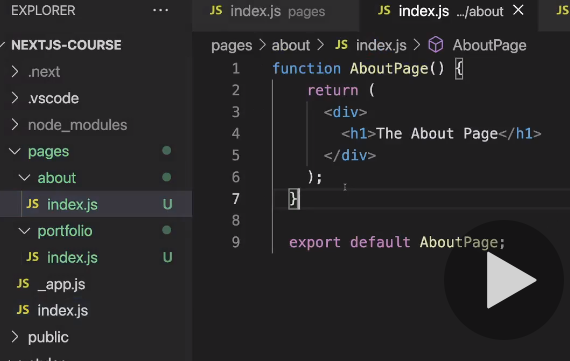 EXPLORER ...
NEXTJS-COURSE
.next
.vscode
node_modules
pages
about
JS index.js U
portfolio
JS index.js U
JS _app.js
JS index.js
public
JS index.js pages JS index.js .../about X JS
pages > about > JS index.js > AboutPage
1 function AboutPage() {
2 return (
3 <div>
4 <h1>The About Page</h1>
5 </div>
6 );
7 }
8
9 export default AboutPage;